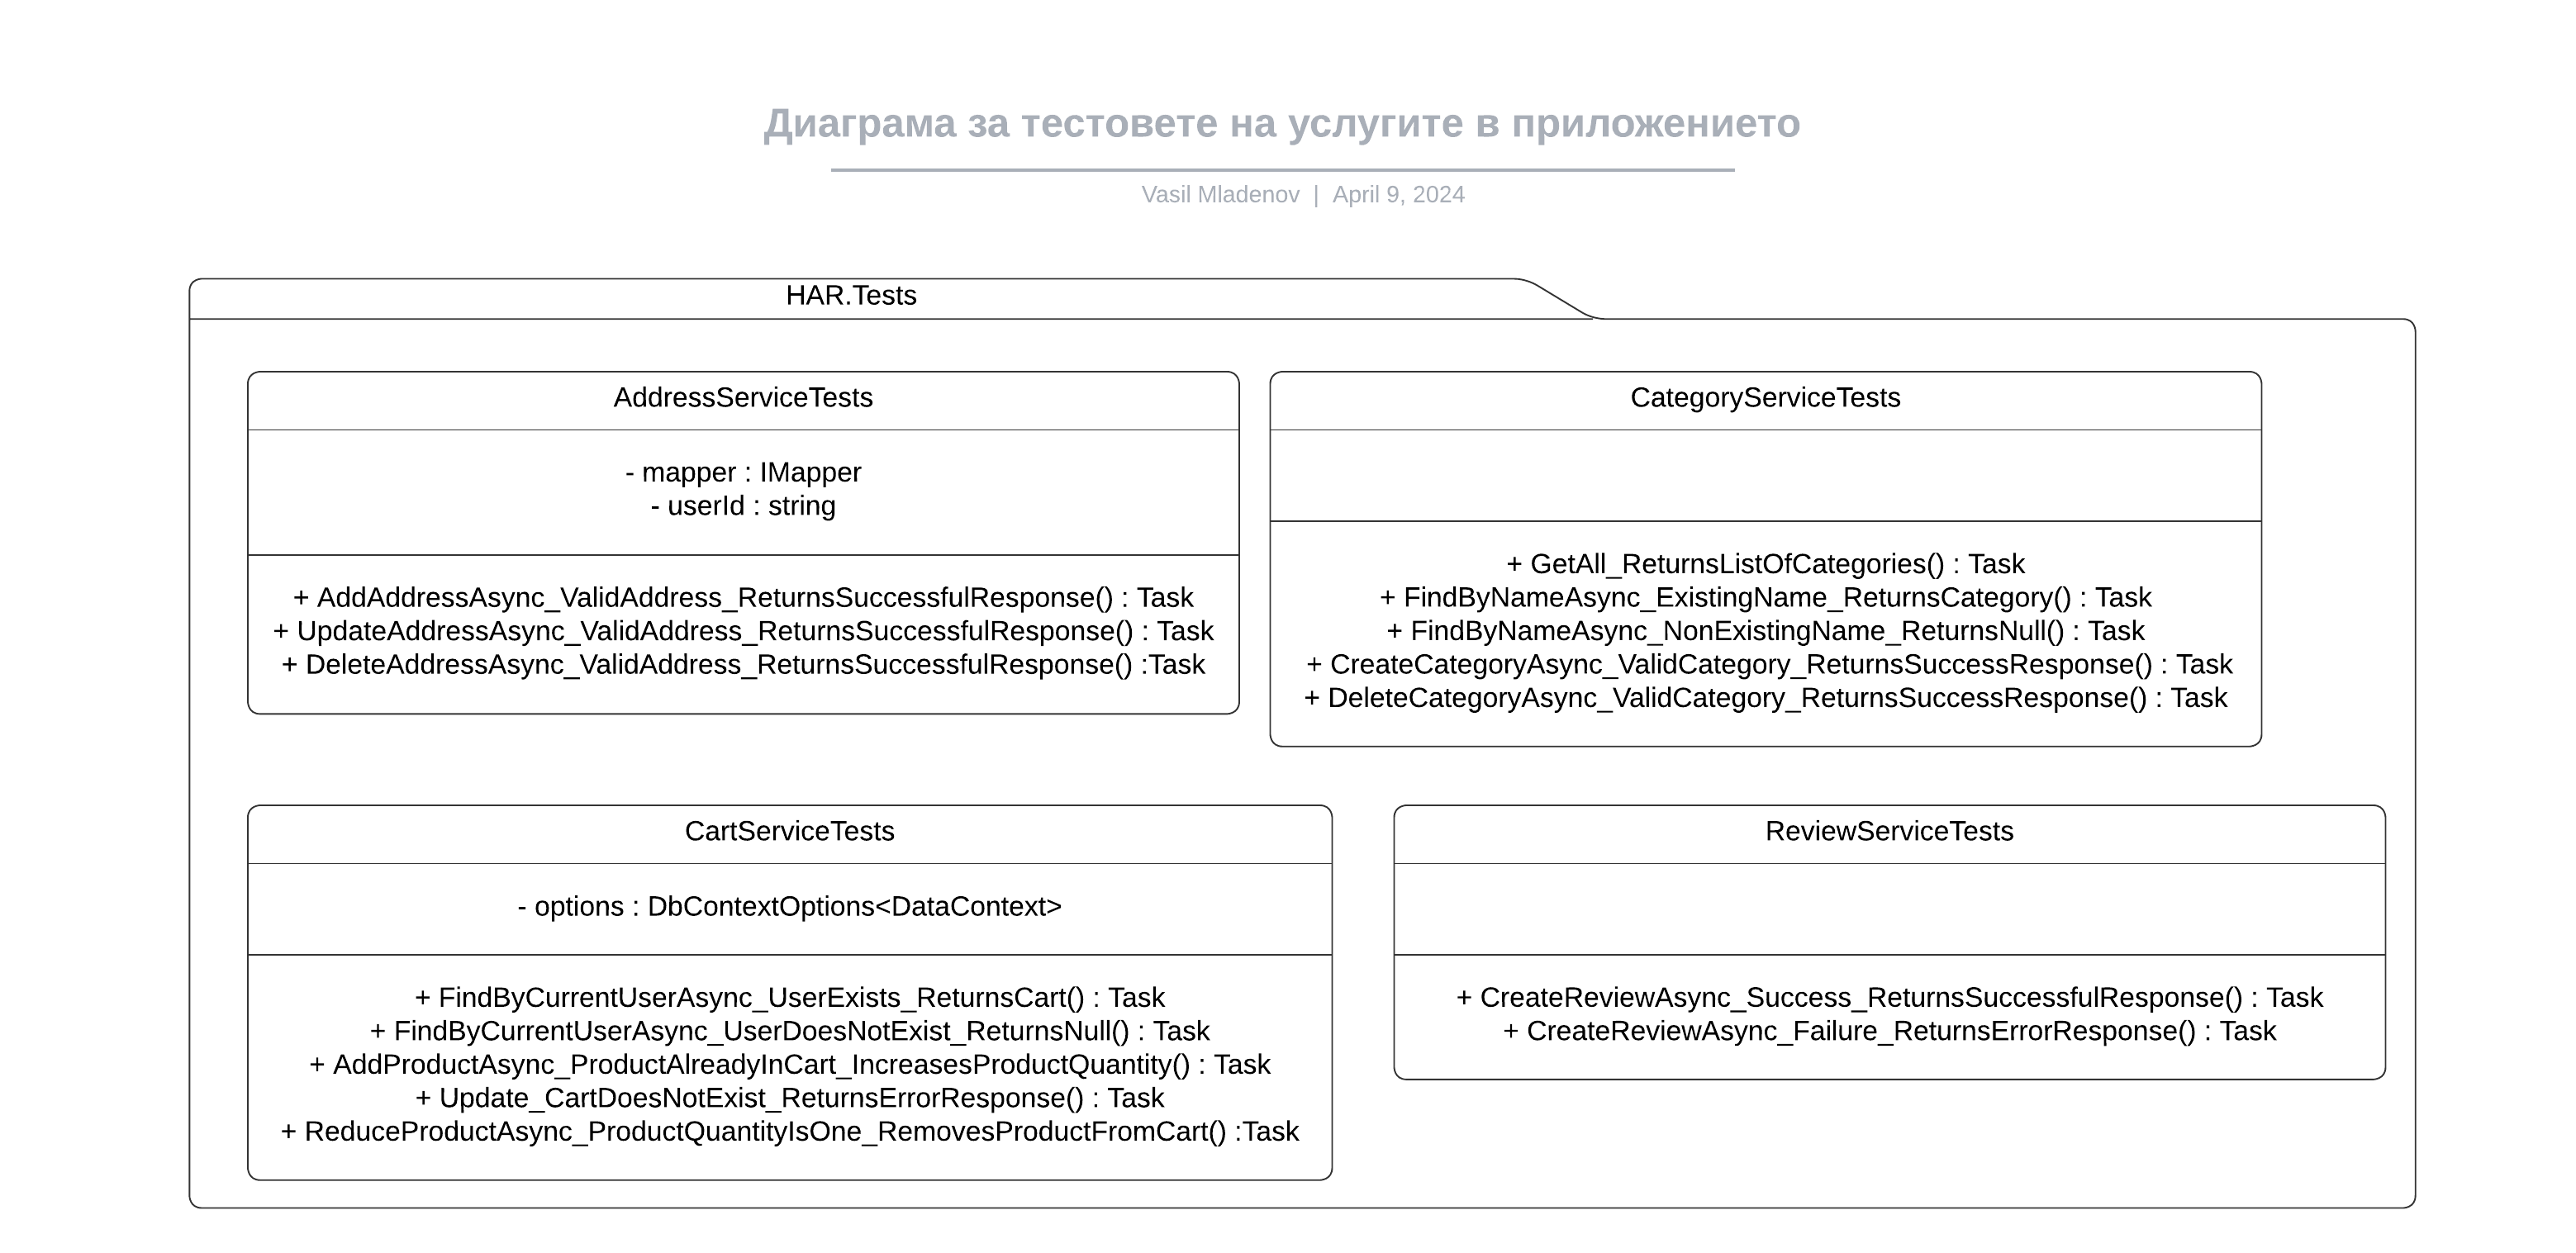 Диаграма за тестовете на услугите в приложението
Vasil Mladenov | April 9, 2024
HAR.Tests
AddressServiceTests
- mapper : IMapper
- userId : string
+ AddAddressAsync_ValidAddress_ReturnsSuccessfulResponse() : Task
+ UpdateAddressAsync_ValidAddress_ReturnsSuccessfulResponse() : Task
+ DeleteAddressAsync_ValidAddress_ReturnsSuccessfulResponse() :Task
CategoryServiceTests
+ GetAll_ReturnsListOfCategories() : Task
+ FindByNameAsync_ExistingName_ReturnsCategory() : Task
+ FindByNameAsync_NonExistingName_ReturnsNull() : Task
+ CreateCategoryAsync_ValidCategory_ReturnsSuccessResponse() : Task
+ DeleteCategoryAsync_ValidCategory_ReturnsSuccessResponse() : Task
CartServiceTests
- options : DbContextOptions<DataContext>
+ FindByCurrentUserAsync_UserExists_ReturnsCart() : Task
+ FindByCurrentUserAsync_UserDoesNotExist_ReturnsNull() : Task
+ AddProductAsync_ProductAlreadyInCart_IncreasesProductQuantity() : Task
+ Update_CartDoesNotExist_ReturnsErrorResponse() : Task
+ ReduceProductAsync_ProductQuantityIsOne_RemovesProductFromCart() :Task
ReviewServiceTests
+ CreateReviewAsync_Success_ReturnsSuccessfulResponse() : Task
+ CreateReviewAsync_Failure_ReturnsErrorResponse() : Task